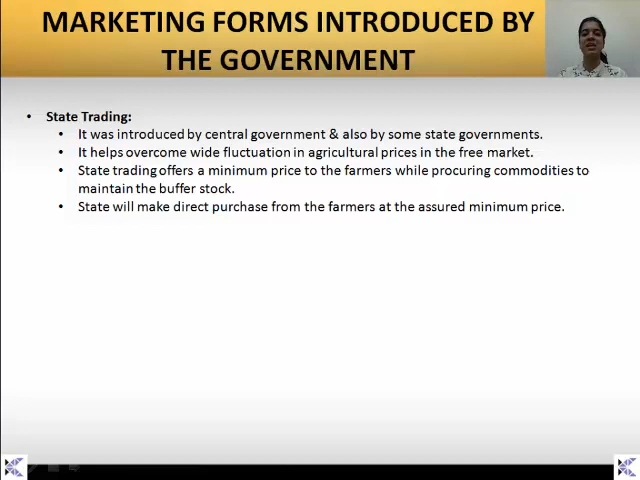 MARKETING FORMS INTRODUCED BY
THE GOVERNMENT
• State Trading:
• It was introduced by central government & also by some state governments.
• It helps overcome wide fluctuation in agricultural prices in the free market.
• State trading offers a minimum price to the farmers while procuring commodities to
maintain the buffer stock.
• State will make direct purchase from the farmers at the assured minimum price.